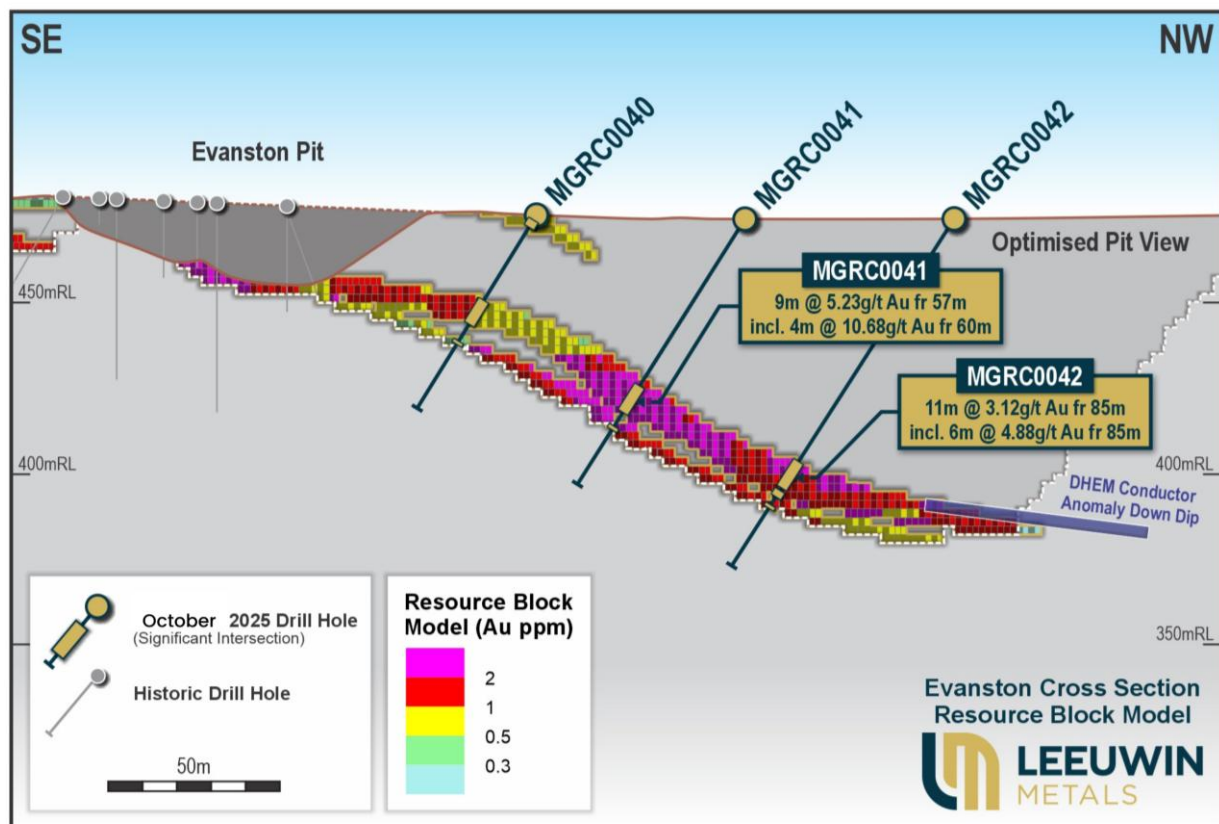 SE
NW
Evanston Pit
MGRC0040
MGRC0041
MGRC0042
Optimised Pit View
MGRC0041
9m @ 5.23g/t Au fr 57m
incl. 4m @ 10.68g/t Au fr 60m
MGRC0042
11m @ 3.12g/t Au fr 85m
incl. 6m @ 4.88g/t Au fr 85m
450mRL
400mRL
400mRL
DHEM Conductor
Anomaly Down Dip
350mRL
October 2025 Drill Hole
(Significant Intersection)
Historic Drill Hole
50m
Resource Block
Model (Au ppm)
2
1
0.5
0.3
Evanston Cross Section
Resource Block Model
LEEUWIN
METALS